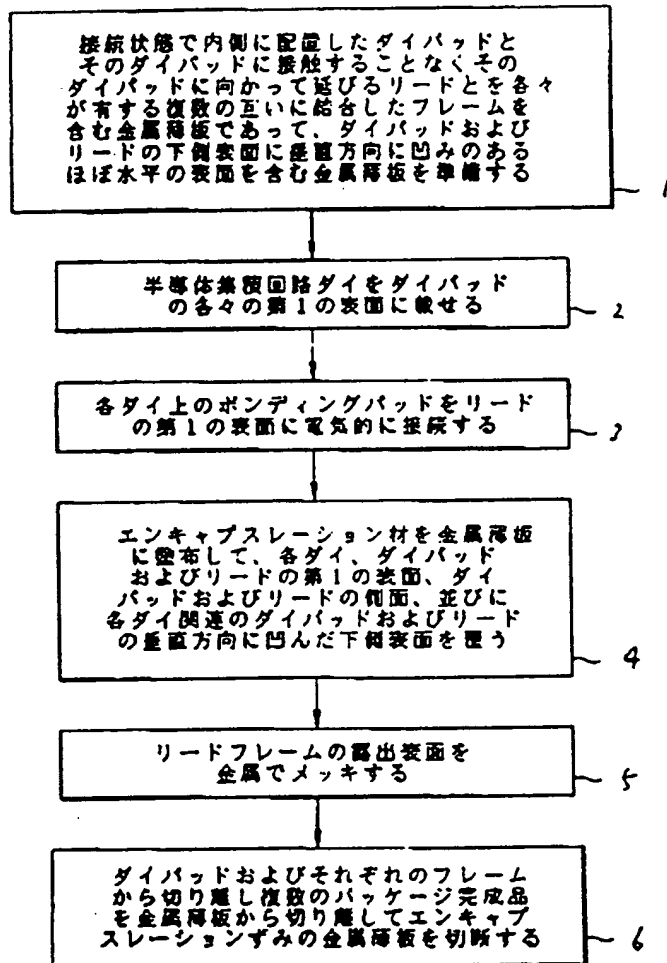 接続状態で内側に配置したダイパッドと
そのダイパッドに接触することなくその
ダイパッドに向かって延びるリードとを各々
が有する複数の互いに結合したフレームを
含む金属薄板であって、ダイパッドおよび
リードの下側表面に垂直方向に凹みのある
ほぼ水平の表面を含む金属薄板を準備する
1
半導体集積回路ダイをダイパッド
の各々の第1の表面に載せる
2
各ダイ上のボンディングパッドをリード
の第1の表面に電気的に接続する
3
エンキャプスレーション材を金属薄板
に塗布して、各ダイ、ダイパッド
およびリードの第1の表面、ダイ
パッドおよびリードの側面、並びに
各ダイ関連のダイパッドおよびリード
の垂直方向に凹んだ下側表面を覆う
4
リードフレームの露出表面を
金属でメッキする
5
ダイパッドおよびそれぞれのフレーム
から切り離し複数のパッケージ完成品
を金属薄板から切り離してエンキャプ
スレーションずみの金属薄板を切断する
6